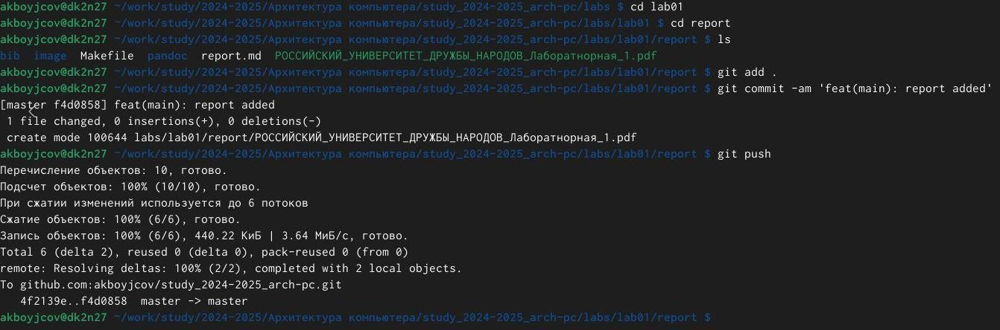 akboyjcov@dk2n27 ~/work/study/2024-2025/Архитектура компьютера/study_2024-2025_arch-pc/labs $ cd lab01
akboyjcov@dk2n27 ~/work/study/2024-2025/Архитектура компьютера/study_2024-2025_arch-pc/labs/lab01 $ cd report
akboyjcov@dk2n27 ~/work/study/2024-2025/Архитектура компьютера/study_2024-2025_arch-pc/labs/lab01/report $ ls
bib  image  Makefile  pandoc  report.md  РОССИЙСКИЙ_УНИВЕРСИТЕТ_ДРУЖБЫ_НАРОДОВ_Лаборатнорная_1.pdf
akboyjcov@dk2n27 ~/work/study/2024-2025/Архитектура компьютера/study_2024-2025_arch-pc/labs/lab01/report $ git add .
akboyjcov@dk2n27 ~/work/study/2024-2025/Архитектура компьютера/study_2024-2025_arch-pc/labs/lab01/report $ git commit -am 'feat(main): report added'
[master f4d0858] feat(main): report added
 1 file changed, 0 insertions(+), 0 deletions(-)
 create mode 100644 labs/lab01/report/РОССИЙСКИЙ_УНИВЕРСИТЕТ_ДРУЖБЫ_НАРОДОВ_Лаборатнорная_1.pdf
akboyjcov@dk2n27 ~/work/study/2024-2025/Архитектура компьютера/study_2024-2025_arch-pc/labs/lab01/report $ git push
Перечисление объектов: 10, готово.
Подсчет объектов: 100% (10/10), готово.
При сжатии изменений используется до 6 потоков
Сжатие объектов: 100% (6/6), готово.
Запись объектов: 100% (6/6), 440.22 КиБ | 3.64 МиБ/с, готово.
Total 6 (delta 2), reused 0 (delta 0), pack-reused 0 (from 0)
remote: Resolving deltas: 100% (2/2), completed with 2 local objects.
To github.com:akboyjcov/study_2024-2025_arch-pc.git
   4f2139e..f4d0858  master -> master
akboyjcov@dk2n27 ~/work/study/2024-2025/Архитектура компьютера/study_2024-2025_arch-pc/labs/lab01/report $